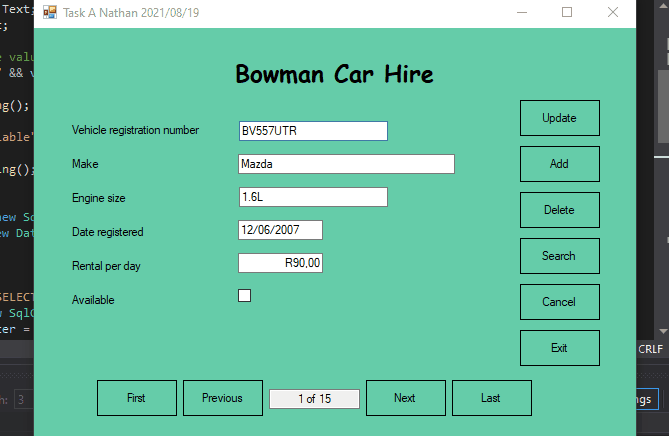 Text;
Task A Nathan 2021/08/19
t;
e valu
' && v
Bowman Car Hire
ng();
Update
Vehicle registration number BV557UTR
lable"
Make Mazda
Add
ing();
Engine size 1.6L
Delete
new Sq
ew Dat
Date registered 12/06/2007
Search
Rental per day R90,00
SELECT
Available
Cancel
w SqlC
ter =
Exit
CRLF
h: 3
First Previous 1 of 15 Next Last
ngs